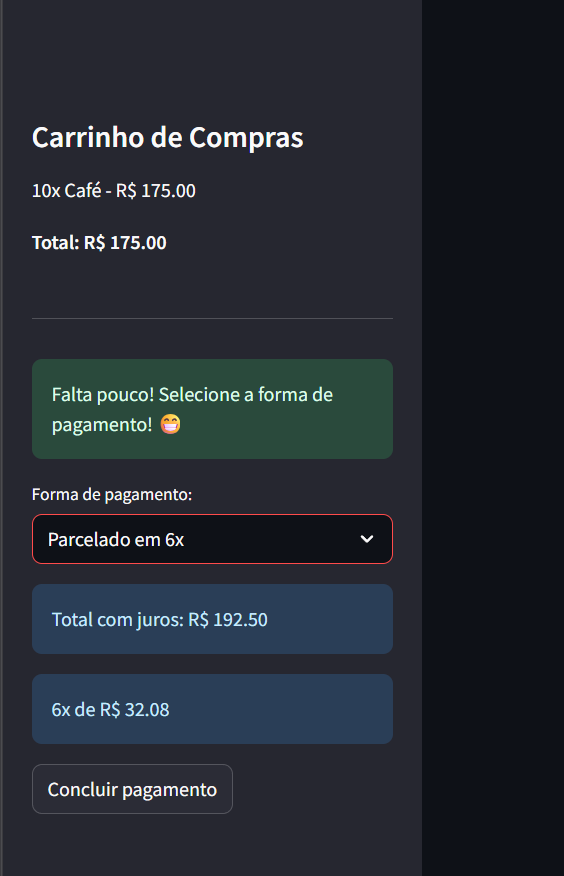 Carrinho de Compras
10x Café - R$ 175.00
Total: R$ 175.00
Falta pouco! Selecione a forma de
pagamento! 😁
Forma de pagamento:
Parcelado em 6x
Total com juros: R$ 192.50
6x de R$ 32.08
Concluir pagamento